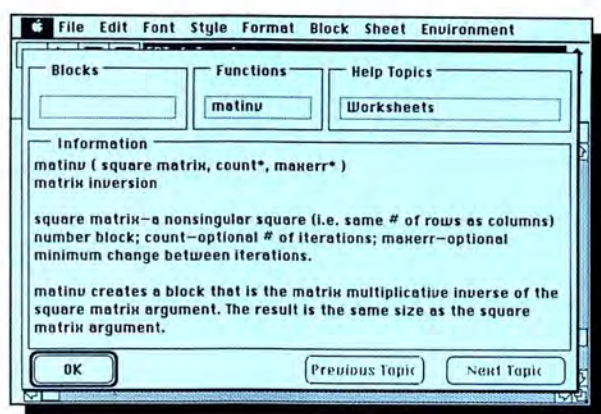 File Edit Font Style Format Block Sheet Environment
Blocks
Functions
Help Topics
matinv
Worksheets
Information
matinv ( square matrix, count*, maxerr* )
matrix inversion
square matrix—a nonsingular square (i.e. same # of rows as columns)
number block; count—optional # of iterations; maxerr—optional
minimum change between iterations.
matinv creates a block that is the matrix multiplicative inverse of the
square matrix argument. The result is the same size as the square
matrix argument.
OK
Previous Topic
Next Topic